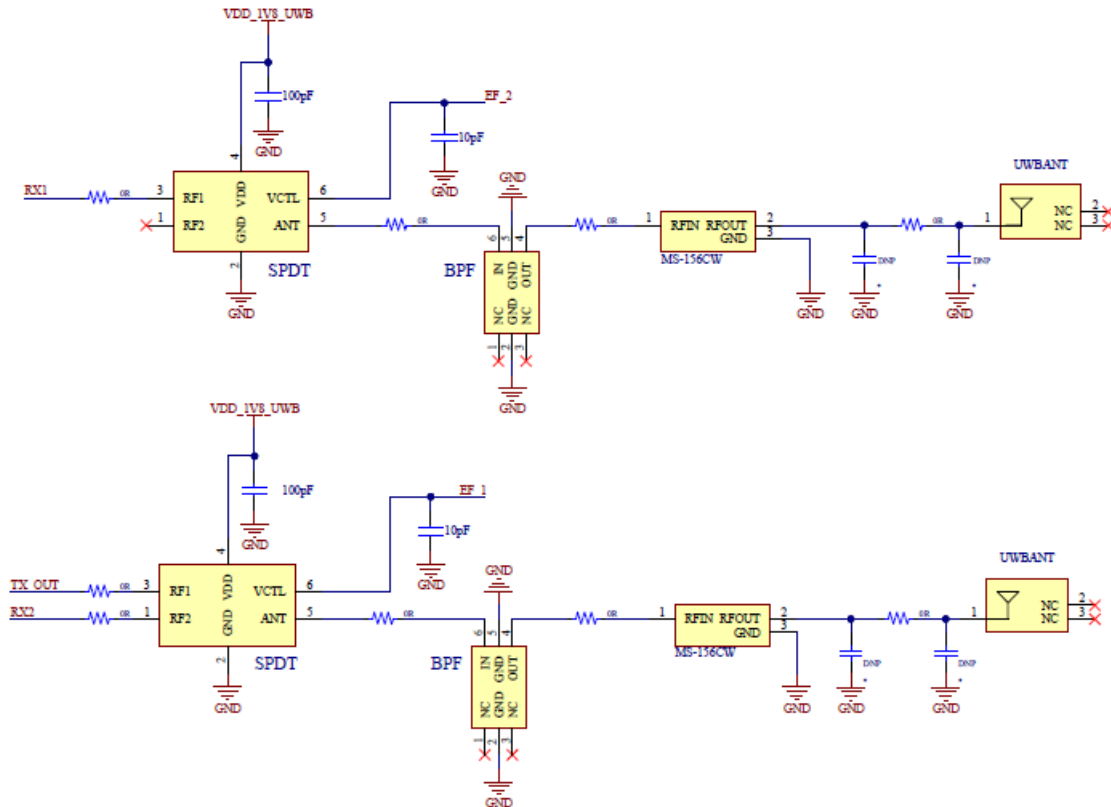 VDD_1V8_UWB
100pF
EF_2
10pF
GND
GND
GND
UWBANT
4
RX1
0R
3
RF1
VDD
VCTL
6
1
RF2
GND
ANT
5
0R
6
5
4
0R
1
RFIN
RFOUT
2
GND
3
MS-156CW
0R
1
NC
2
NC
3
2
SPDT
GND
BPF
IN
GND
OUT
NC
GND
NC
1
2
3
GND
GND
DNP
*
GND
DNP
*
GND
VDD_1V8_UWB
100pF
EF_1
10pF
GND
GND
GND
UWBANT
4
TX_OUT
0R
3
RF1
VDD
VCTL
6
RX2
0R
1
RF2
GND
ANT
5
0R
6
5
4
0R
1
RFIN
RFOUT
2
GND
3
MS-156CW
0R
1
NC
2
NC
3
2
SPDT
GND
BPF
IN
GND
OUT
NC
GND
NC
1
2
3
GND
GND
DNP
*
GND
DNP
*
GND